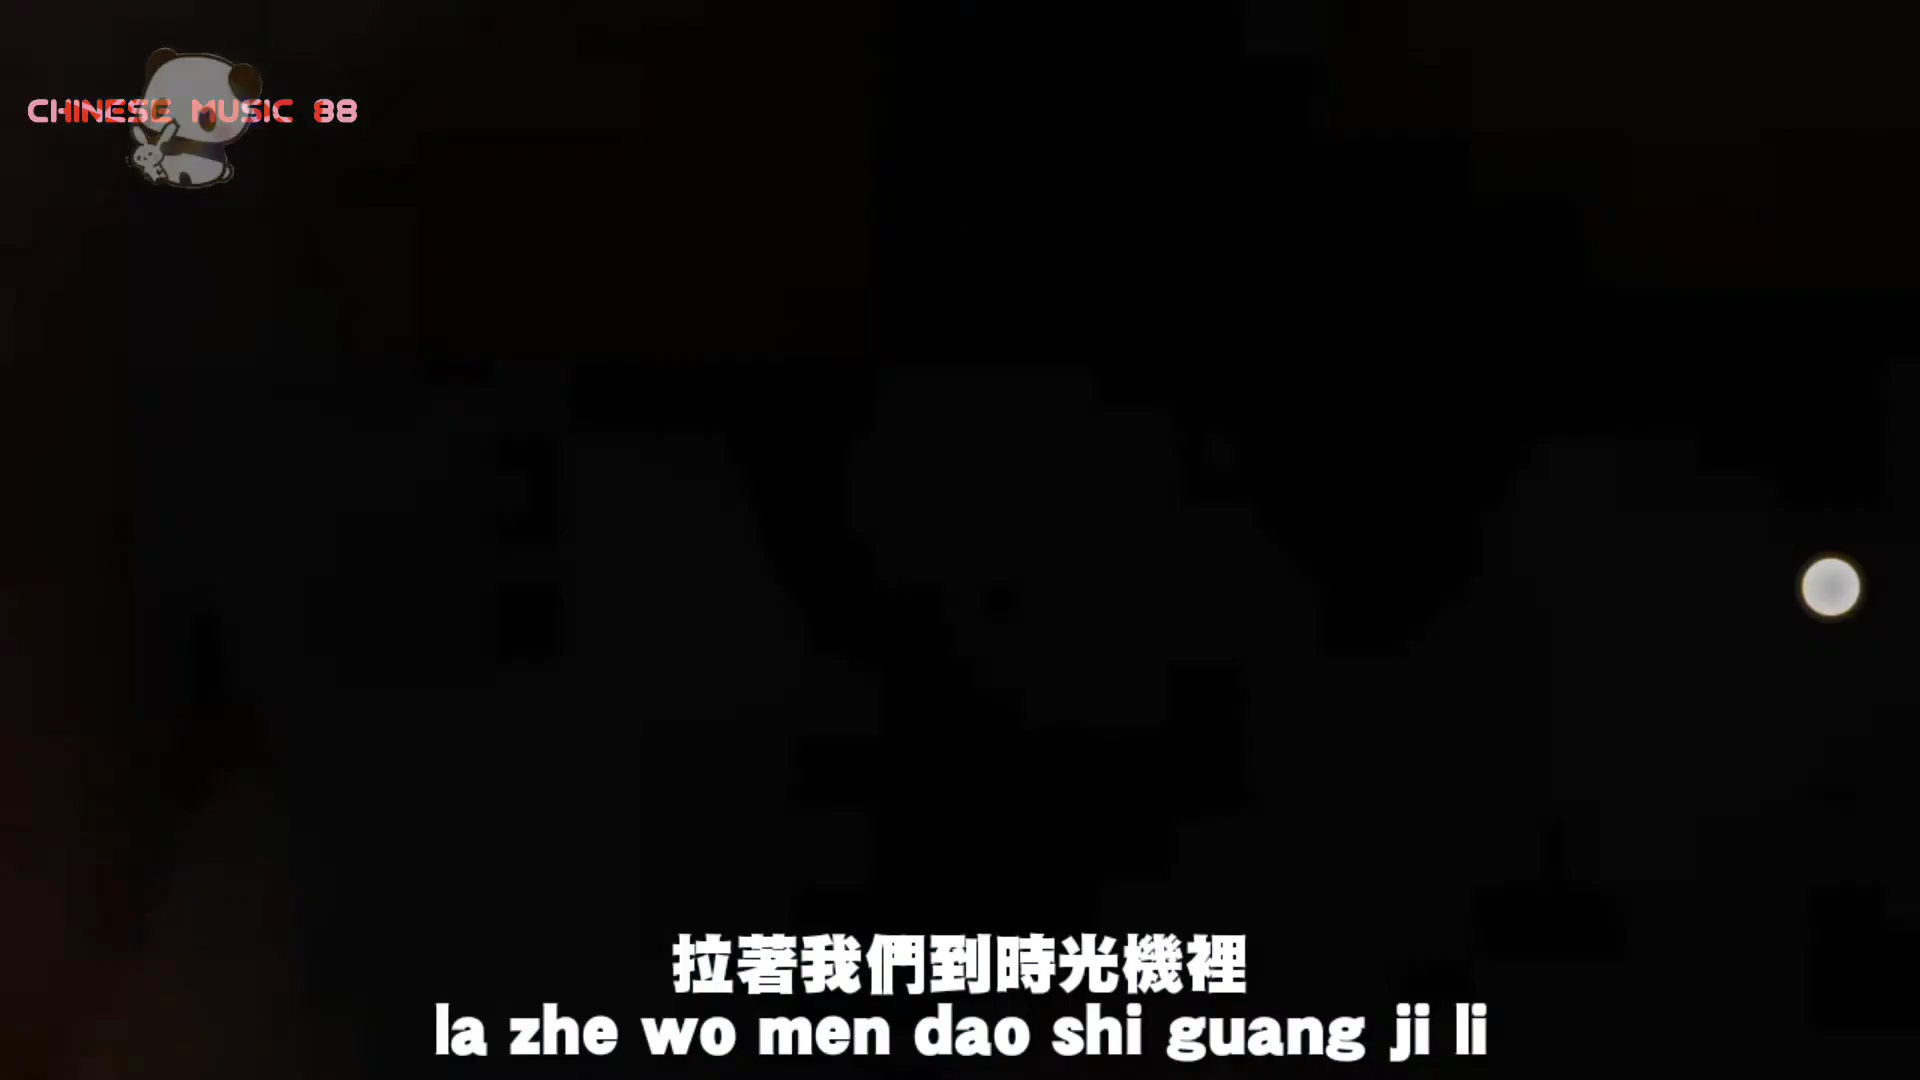 CHINESE MUSIC 88
拉著我們到時光機裡
la zhe wo men dao shi guang ji li